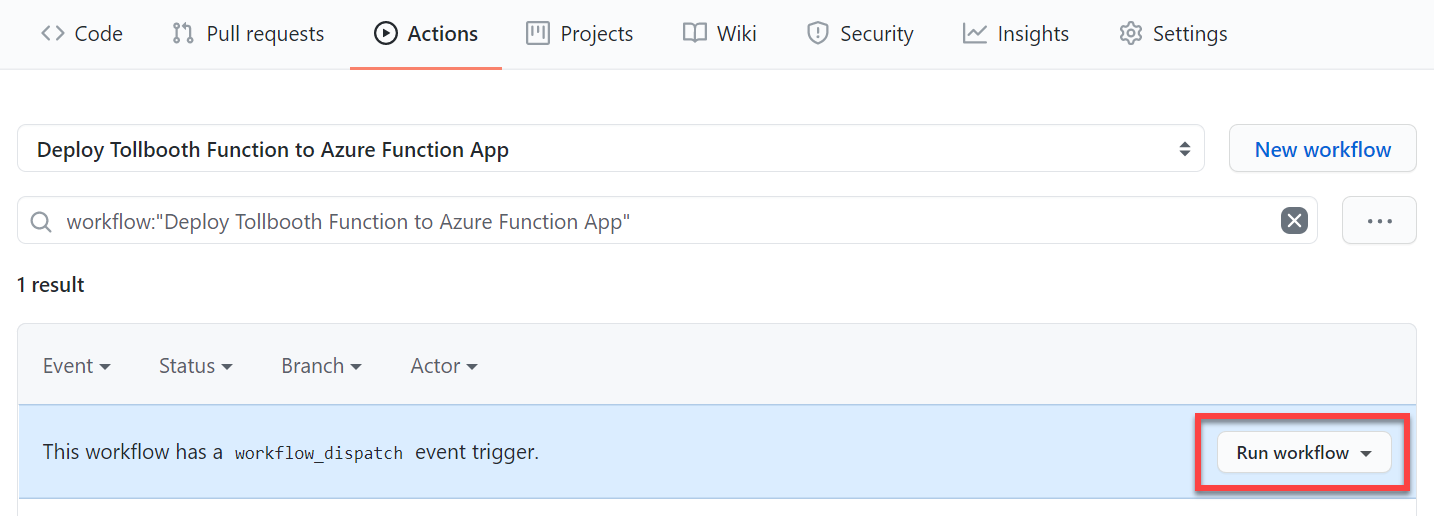 Code Pull requests Actions Projects Wiki Security Insights Settings
Deploy Tollbooth Function to Azure Function App New workflow
workflow:"Deploy Tollbooth Function to Azure Function App" ...
1 result
Event Status Branch Actor
This workflow has a workflow_dispatch event trigger. Run workflow